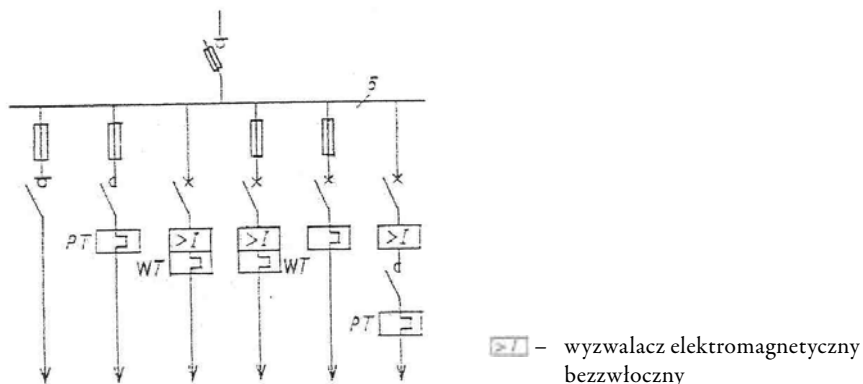 5
PT
>I
WT
>I
WT
>I
PT
>I – wyzwalacz elektromagnetyczny
bezzwłoczny